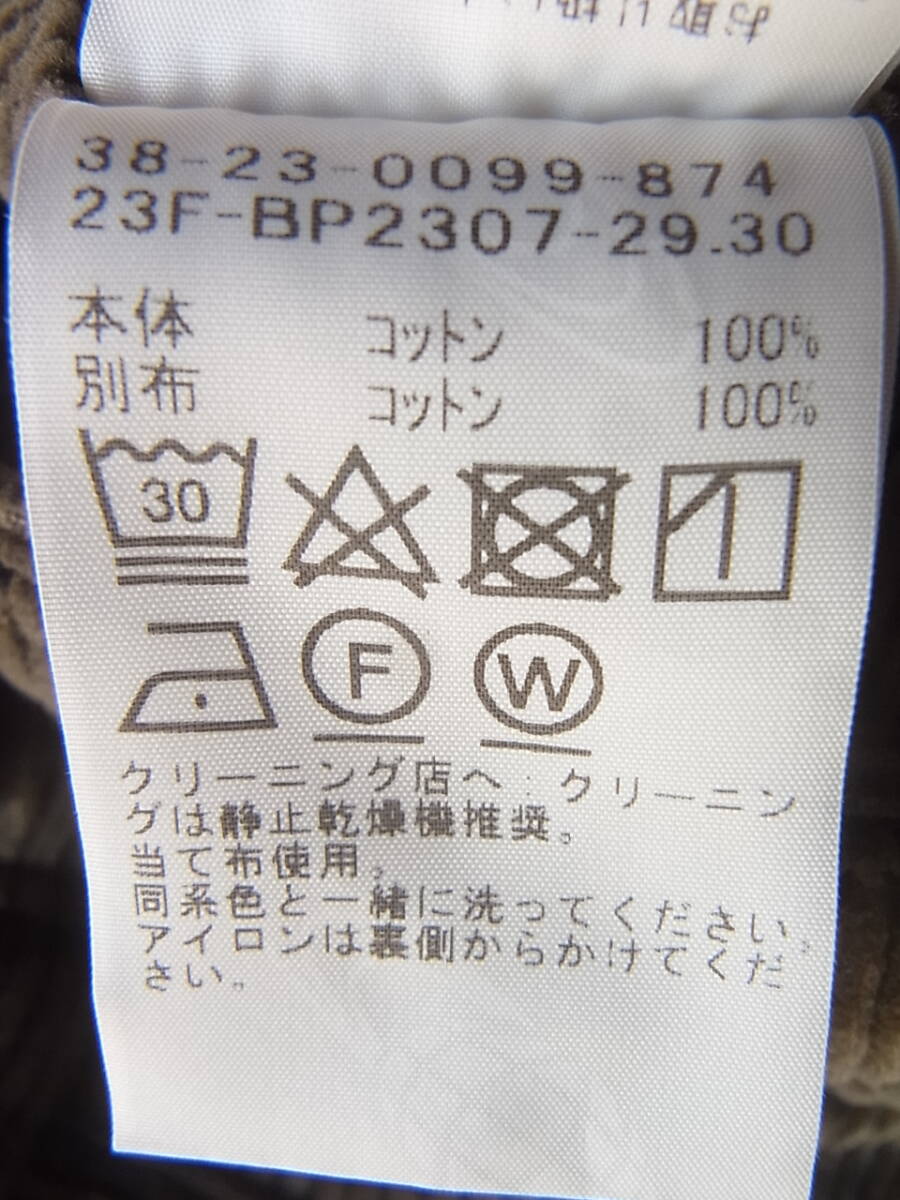 38-23-0099-874
23F-BP2307-29.30
本体 コットン 100%
別布 コットン 100%
30
F W
クリーニング店へ:クリーニン
グは静止乾燥機推奨。
当て布使用。
同系色と一緒に洗ってください。
アイロンは裏側からかけてくだ
さい。